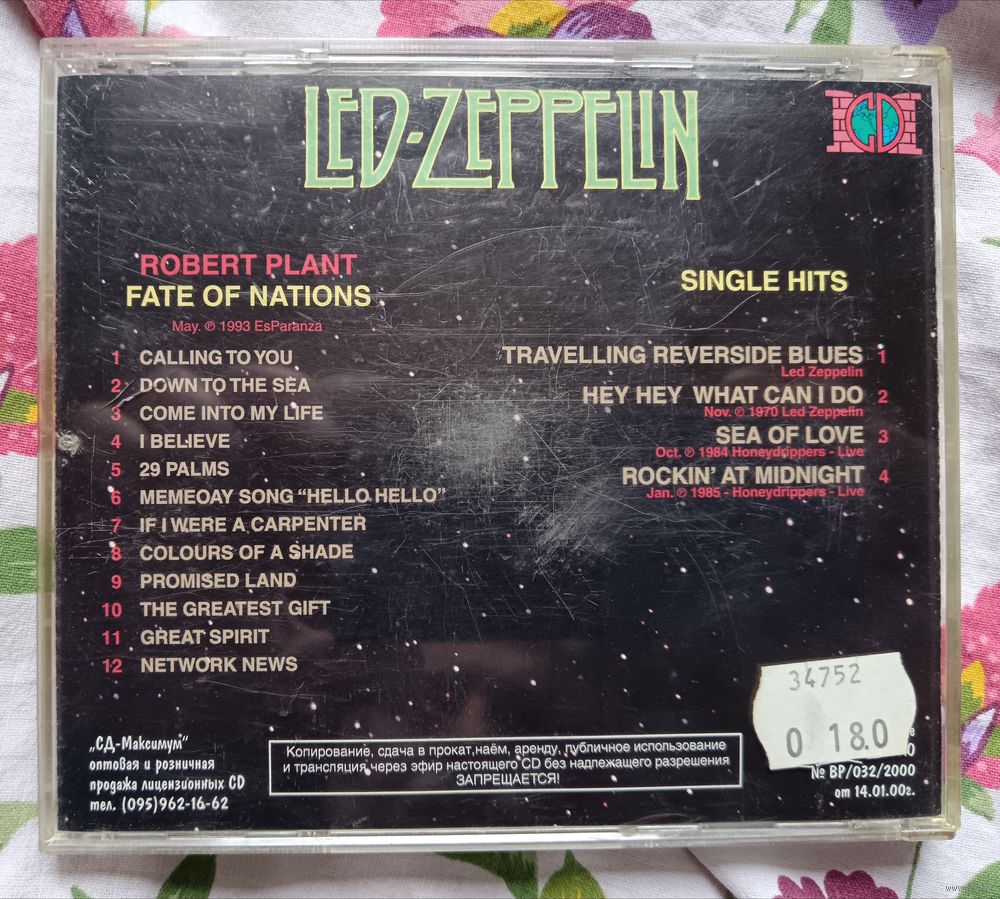 LED-ZEPPELIN
CD
ROBERT PLANT
FATE OF NATIONS
May. ℗ 1993 EsParanza
1 CALLING TO YOU
2 DOWN TO THE SEA
3 COME INTO MY LIFE
4 I BELIEVE
5 29 PALMS
6 MEMEOAY SONG “HELLO HELLO”
7 IF I WERE A CARPENTER
8 COLOURS OF A SHADE
9 PROMISED LAND
10 THE GREATEST GIFT
11 GREAT SPIRIT
12 NETWORK NEWS
SINGLE HITS
TRAVELLING REVERSIDE BLUES 1
Led Zeppelin
HEY HEY WHAT CAN I DO 2
Nov. ℗ 1970 Led Zeppelin
SEA OF LOVE 3
Oct. ℗ 1984 Honeydrippers - Live
ROCKIN’ AT MIDNIGHT 4
Jan. ℗ 1985 - Honeydrippers - Live
„СД-Максимум“
оптовая и розничная
продажа лицензионных CD
тел. (095)962-16-62
Копирование, сдача в прокат,наём, аренду, публичное использование
и трансляция через эфир настоящего CD без надлежащего разрешения
ЗАПРЕЩАЕТСЯ!
34752
0 180
№ ВР/032/2000
от 14.01.00г.